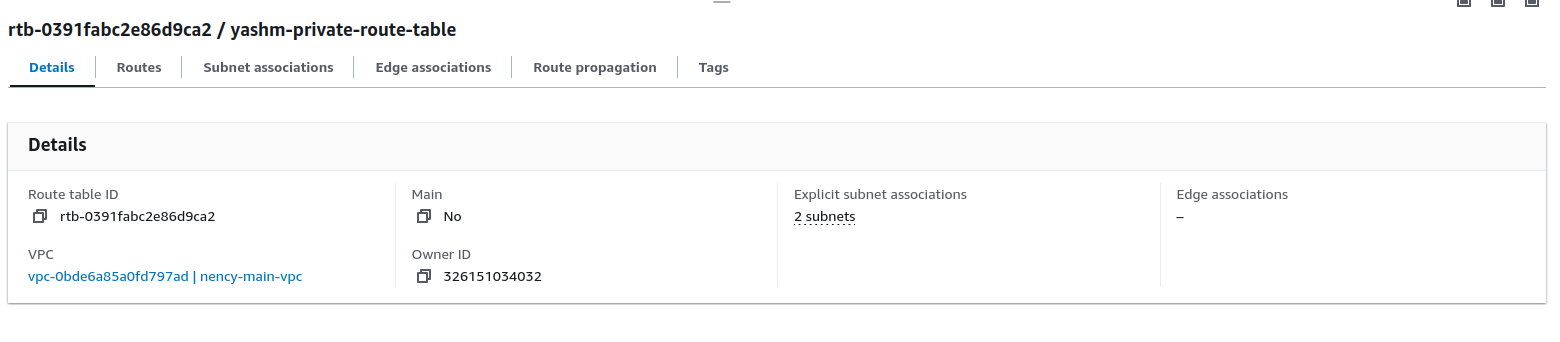 rtb-0391fabc2e86d9ca2 / yashm-private-route-table
Details Routes Subnet associations Edge associations Route propagation Tags
Details
Route table ID Main Explicit subnet associations Edge associations
rtb-0391fabc2e86d9ca2 No 2 subnets –
VPC Owner ID
vpc-0bde6a85a0fd797ad | nency-main-vpc 326151034032